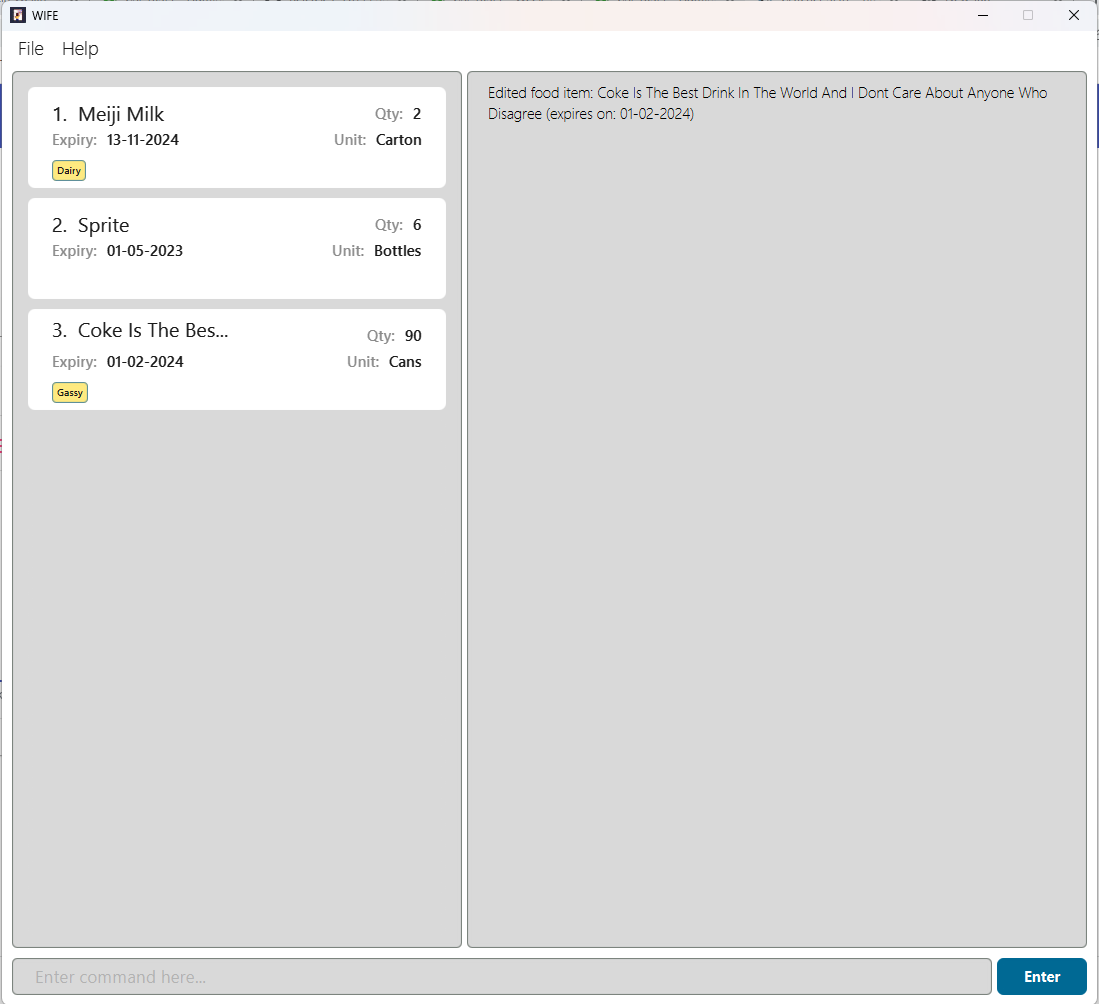 WIFE
File Help
1. Meiji Milk Qty: 2
Expiry: 13-11-2024 Unit: Carton
Dairy
2. Sprite Qty: 6
Expiry: 01-05-2023 Unit: Bottles
3. Coke Is The Bes... Qty: 90
Expiry: 01-02-2024 Unit: Cans
Gassy
Edited food item: Coke Is The Best Drink In The World And I Dont Care About Anyone Who
Disagree (expires on: 01-02-2024)
Enter command here...
Enter